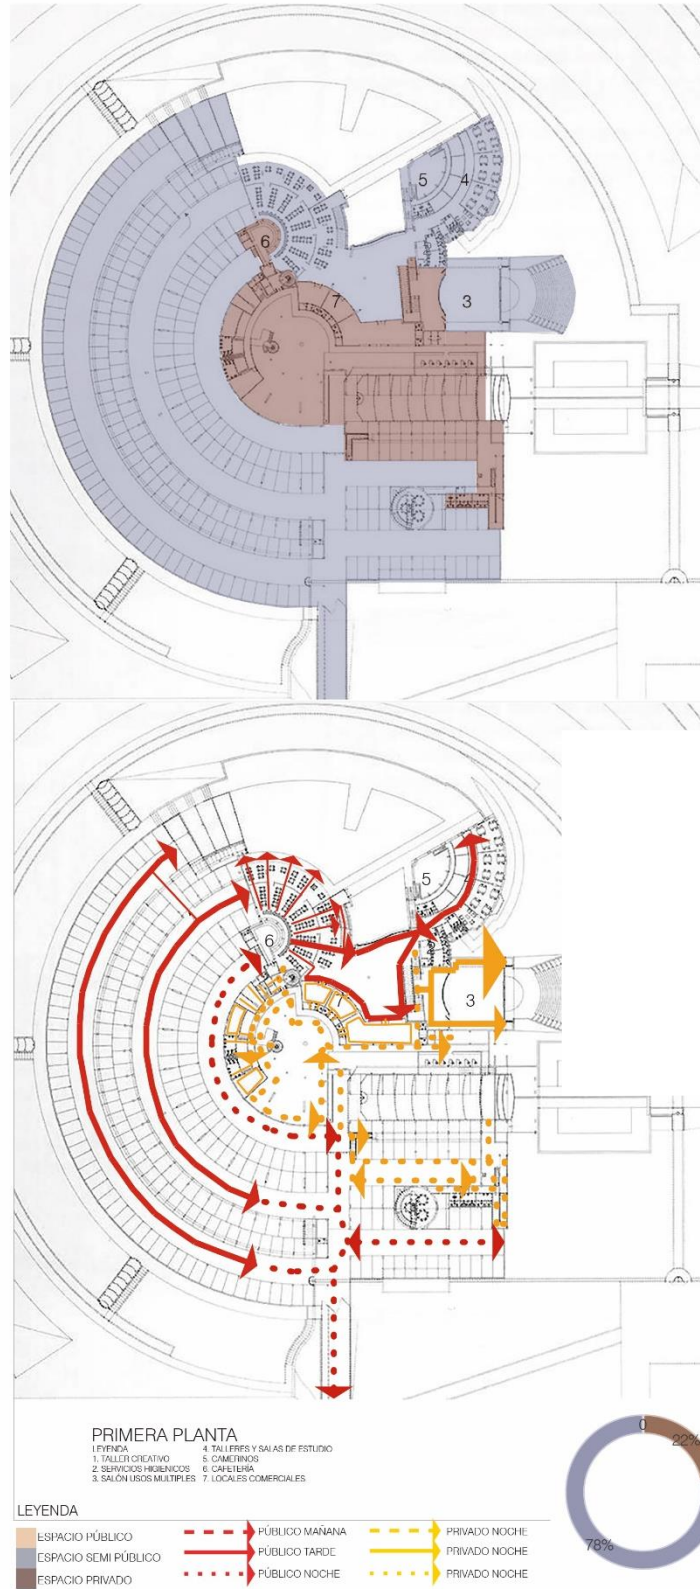 5
4
6
7
3
5
4
6
7
3
PRIMERA PLANTA
LEYENDA
1. TALLER CREATIVO
2. SERVICIOS HIGIENICOS
3. SALÓN USOS MULTIPLES
4. TALLERES Y SALAS DE ESTUDIO
5. CAMERINOS
6. CAFETERÍA
7. LOCALES COMERCIALES
0
22%
78%
LEYENDA
ESPACIO PÚBLICO
ESPACIO SEMI PÚBLICO
ESPACIO PRIVADO
PÚBLICO MAÑANA
PÚBLICO TARDE
PÚBLICO NOCHE
PRIVADO NOCHE
PRIVADO NOCHE
PRIVADO NOCHE